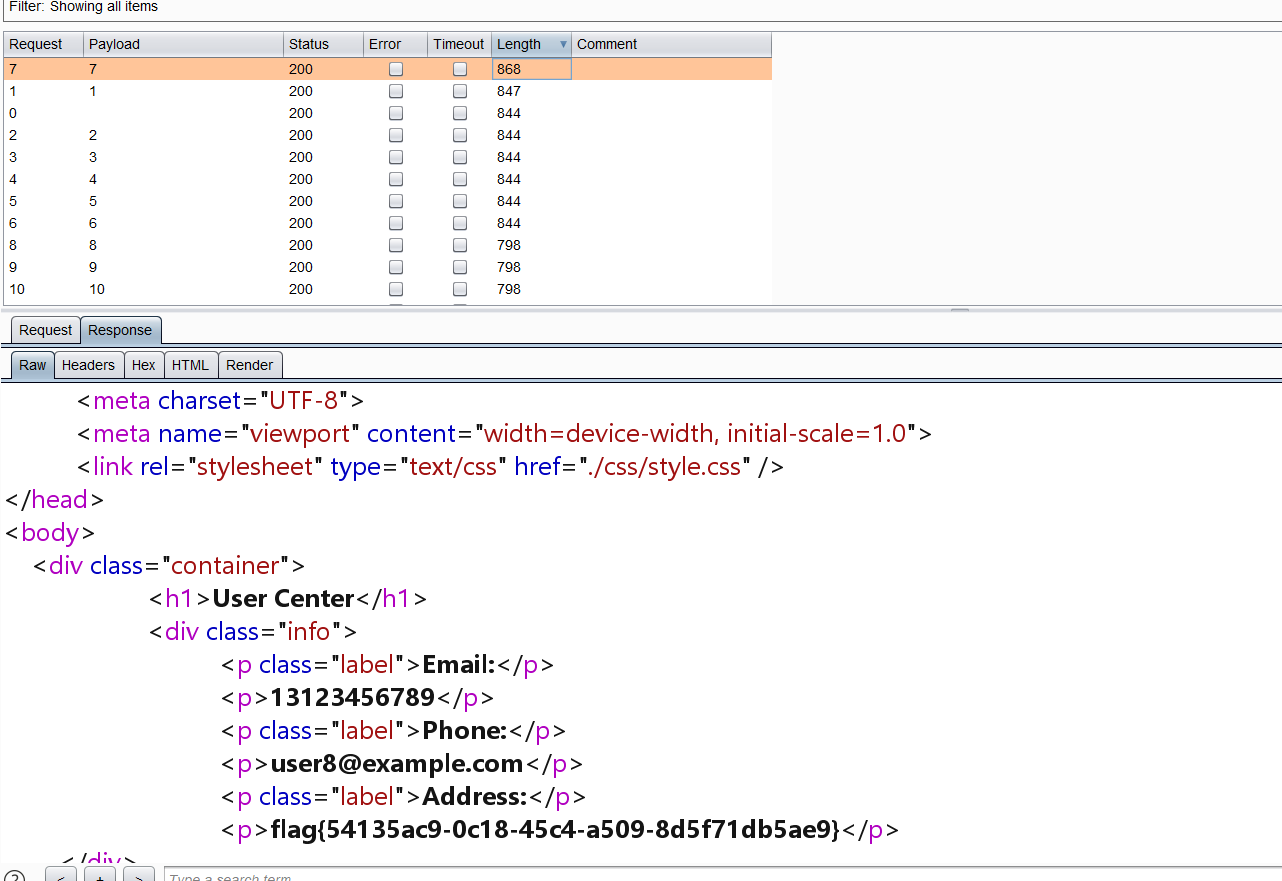 Filter: Showing all items
Request Payload Status Error Timeout Length Comment
7 7 200 868
1 1 200 847
0 200 844
2 2 200 844
3 3 200 844
4 4 200 844
5 5 200 844
6 6 200 844
8 8 200 798
9 9 200 798
10 10 200 798
Request Response
Raw Headers Hex HTML Render
<meta charset="UTF-8">
<meta name="viewport" content="width=device-width, initial-scale=1.0">
<link rel="stylesheet" type="text/css" href="./css/style.css" />
</head>
<body>
<div class="container">
<h1>User Center</h1>
<div class="info">
<p class="label">Email:</p>
<p>13123456789</p>
<p class="label">Phone:</p>
<p>user8@example.com</p>
<p class="label">Address:</p>
<p>flag{54135ac9-0c18-45c4-a509-8d5f71db5ae9}</p>
</div>
? < + > Type a search term